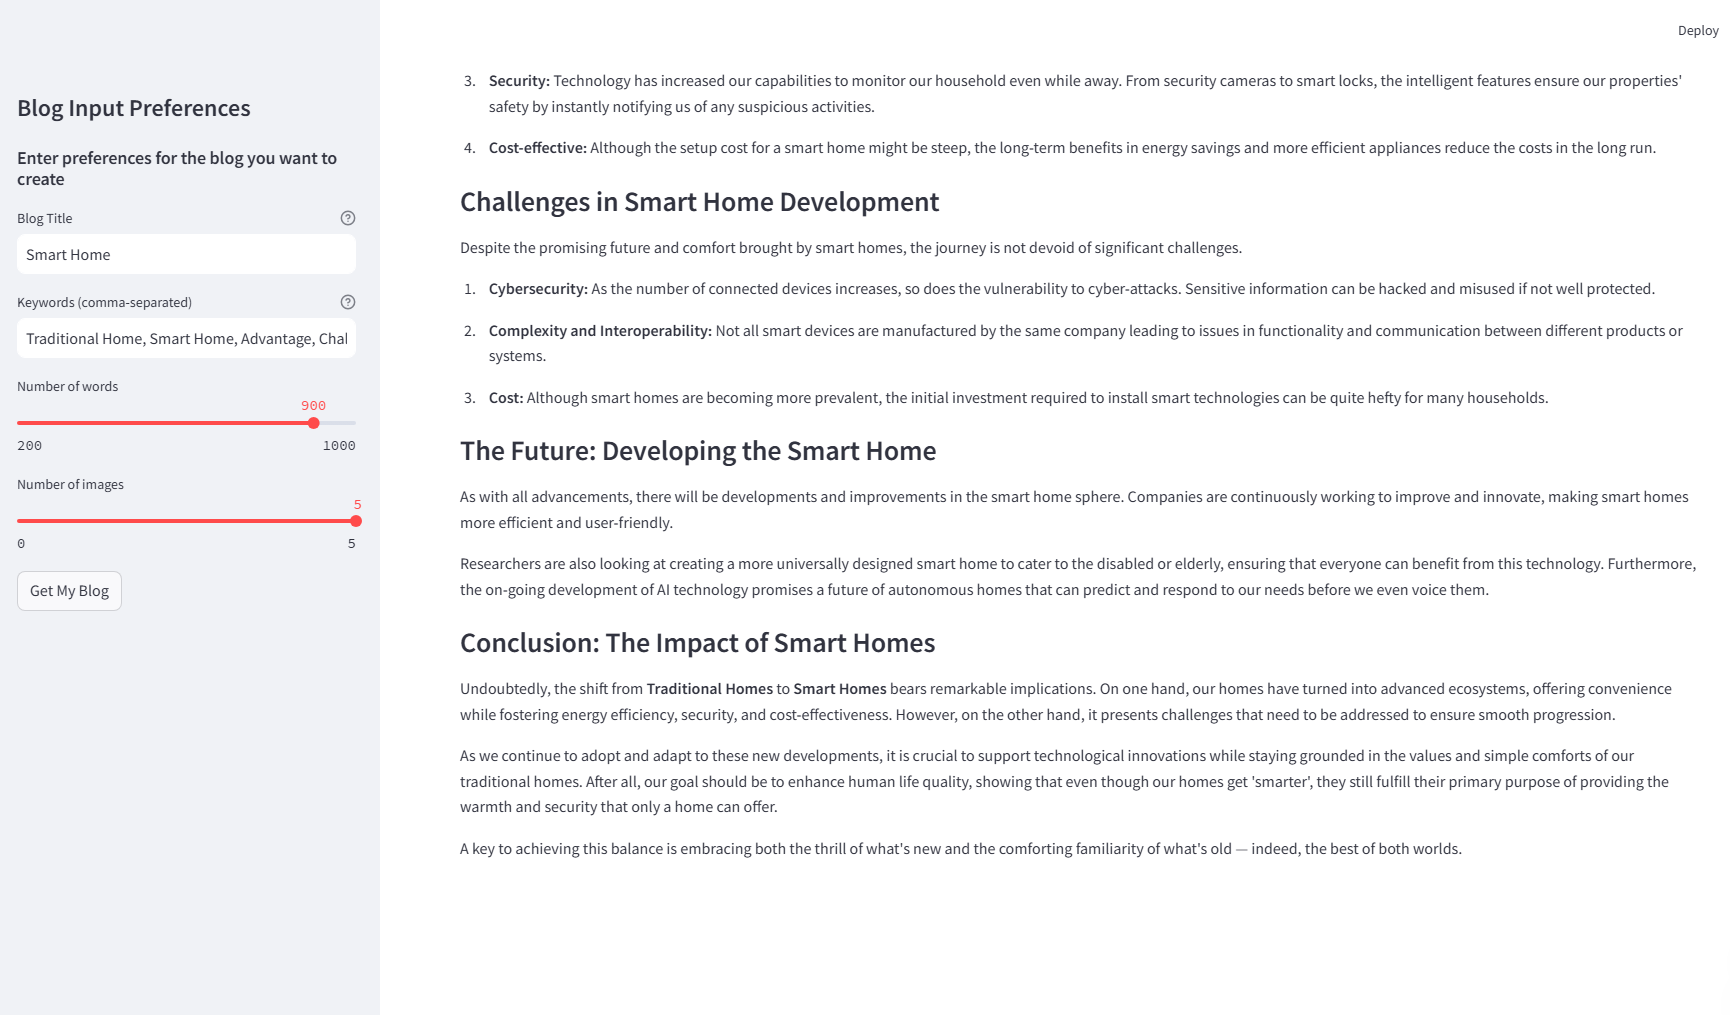 Deploy
Blog Input Preferences
Enter preferences for the blog you want to
create
Blog Title
Smart Home
Keywords (comma-separated)
Traditional Home, Smart Home, Advantage, Chal
Number of words
900
200 1000
Number of images
5
0 5
Get My Blog
3. Security: Technology has increased our capabilities to monitor our household even while away. From security cameras to smart locks, the intelligent features ensure our properties'
safety by instantly notifying us of any suspicious activities.
4. Cost-effective: Although the setup cost for a smart home might be steep, the long-term benefits in energy savings and more efficient appliances reduce the costs in the long run.
Challenges in Smart Home Development
Despite the promising future and comfort brought by smart homes, the journey is not devoid of significant challenges.
1. Cybersecurity: As the number of connected devices increases, so does the vulnerability to cyber-attacks. Sensitive information can be hacked and misused if not well protected.
2. Complexity and Interoperability: Not all smart devices are manufactured by the same company leading to issues in functionality and communication between different products or
systems.
3. Cost: Although smart homes are becoming more prevalent, the initial investment required to install smart technologies can be quite hefty for many households.
The Future: Developing the Smart Home
As with all advancements, there will be developments and improvements in the smart home sphere. Companies are continuously working to improve and innovate, making smart homes
more efficient and user-friendly.
Researchers are also looking at creating a more universally designed smart home to cater to the disabled or elderly, ensuring that everyone can benefit from this technology. Furthermore,
the on-going development of AI technology promises a future of autonomous homes that can predict and respond to our needs before we even voice them.
Conclusion: The Impact of Smart Homes
Undoubtedly, the shift from Traditional Homes to Smart Homes bears remarkable implications. On one hand, our homes have turned into advanced ecosystems, offering convenience
while fostering energy efficiency, security, and cost-effectiveness. However, on the other hand, it presents challenges that need to be addressed to ensure smooth progression.
As we continue to adopt and adapt to these new developments, it is crucial to support technological innovations while staying grounded in the values and simple comforts of our
traditional homes. After all, our goal should be to enhance human life quality, showing that even though our homes get 'smarter', they still fulfill their primary purpose of providing the
warmth and security that only a home can offer.
A key to achieving this balance is embracing both the thrill of what's new and the comforting familiarity of what's old — indeed, the best of both worlds.